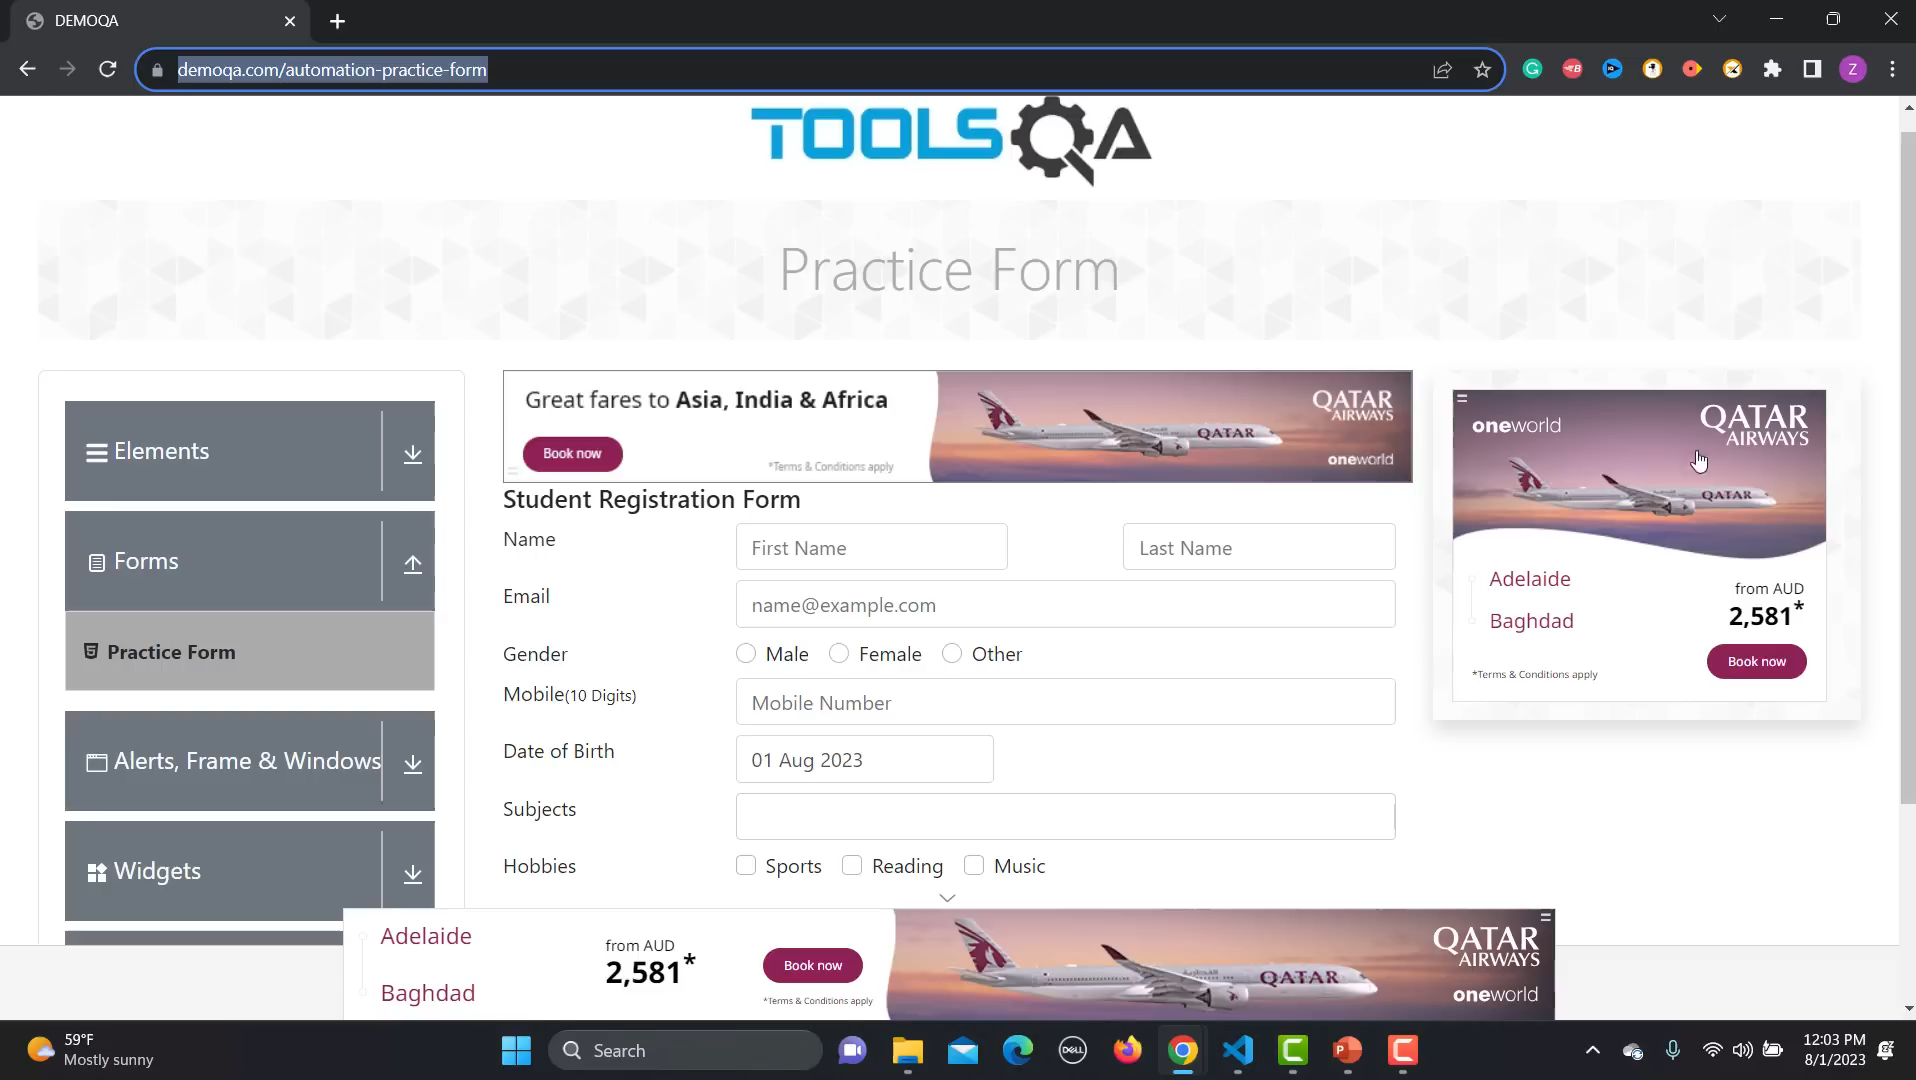 DEMOQA
demoqa.com/automation-practice-form
Z
TOOLSQA
Practice Form
Elements
Forms
Practice Form
Alerts, Frame & Windows
Widgets
Great fares to Asia, India & Africa
Book now
*Terms & Conditions apply
QATAR
QATAR
AIRWAYS
oneworld
Student Registration Form
Name
First Name
Last Name
Email
name@example.com
Gender
Male
Female
Other
Mobile(10 Digits)
Mobile Number
Date of Birth
01 Aug 2023
Subjects
Hobbies
Sports
Reading
Music
oneworld
QATAR
AIRWAYS
QATAR
Adelaide
Baghdad
from AUD
2,581*
Book now
*Terms & Conditions apply
Adelaide
Baghdad
from AUD
2,581*
Book now
*Terms & Conditions apply
QATAR
QATAR
AIRWAYS
oneworld
59°F
Mostly sunny
Search
DELL
12:03 PM
8/1/2023